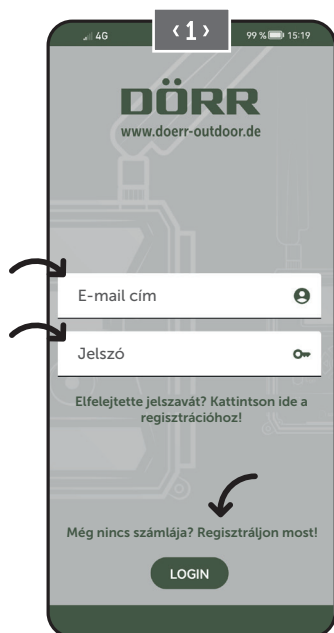 4G
‹ 1 ›
99 % 15:19
DÖRR
www.doerr-outdoor.de
E-mail cím
Jelszó
Elfelejtette jelszavát? Kattintson ide a
regisztrációhoz!
Még nincs számlája? Regisztráljon most!
LOGIN